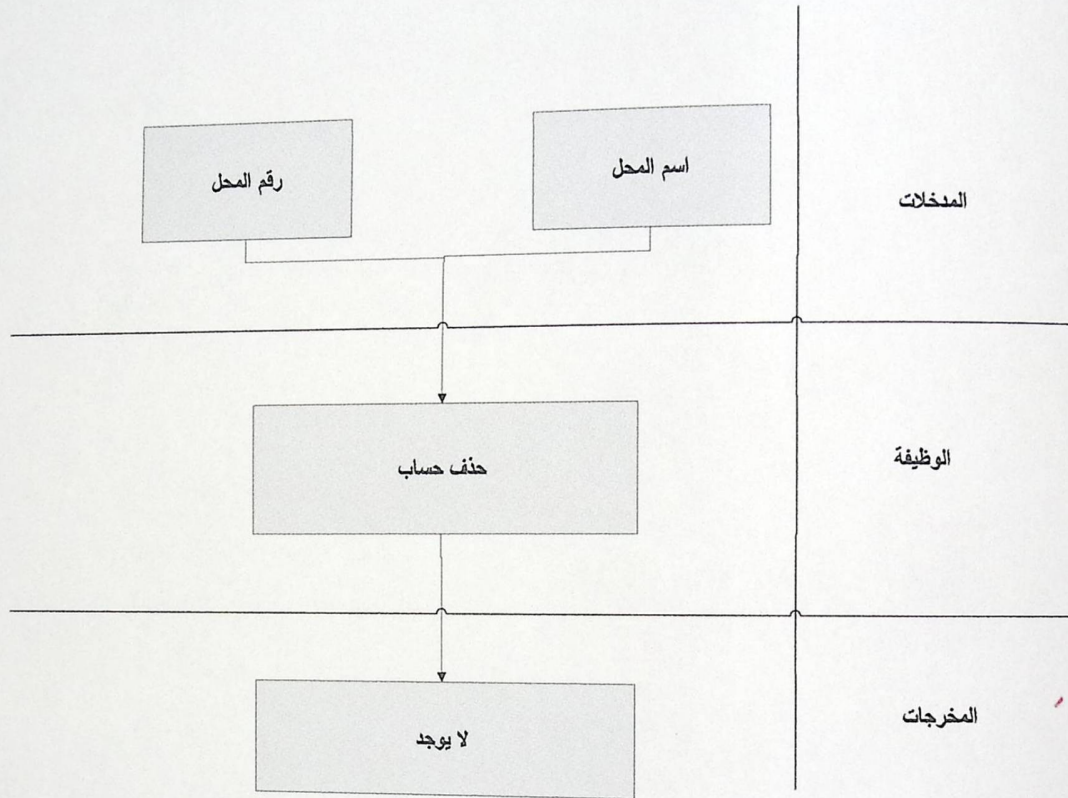 المدخلات
اسم المحل
رقم المحل
الوظيفة
حذف حساب
المخرجات
لا يوجد